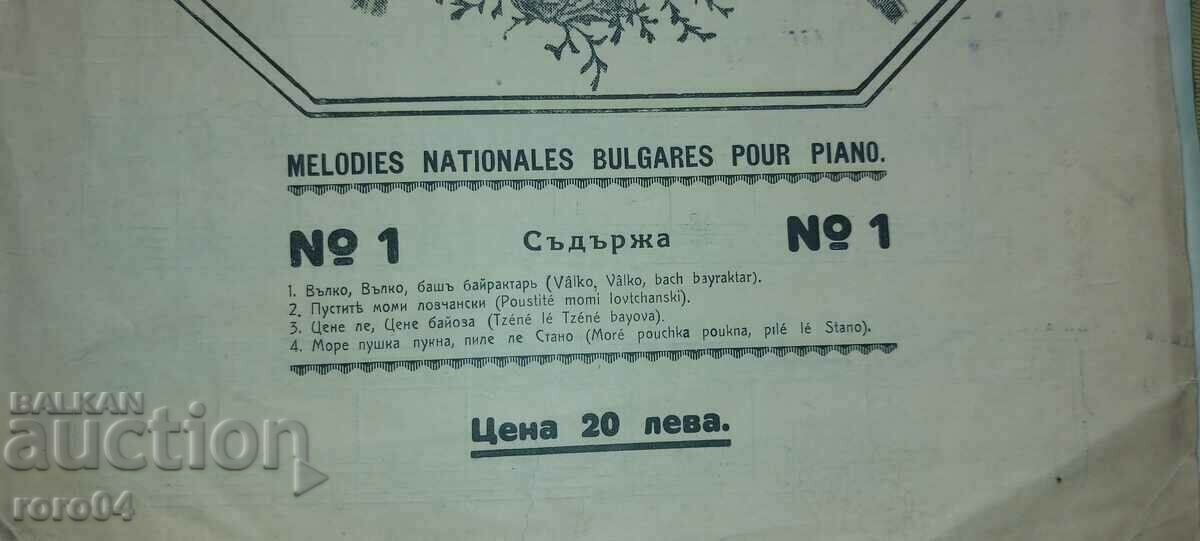 MELODIES NATIONALES BULGARES POUR PIANO.
№ 1 Съдържа № 1
1. Вълко, Вълко, башъ байрактарь (Vâlko, Vâlko, bach bayraktar).
2. Пуститѣ моми ловчански (Poustité momi lovtchanski).
3. Цене ле, Цене байоза (Tzéné lé Tzéné bayova).
4. Море пушка пукна, пиле ле Стано (Moré pouchka poukna, pilé lé Stano).
Цена 20 лева.
BALKAN
auction
roro04